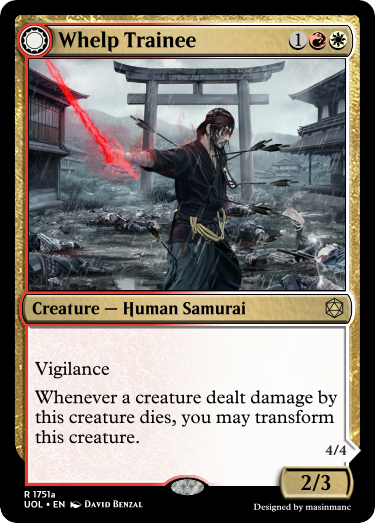 Whelp Trainee 1
Creature — Human Samurai
Vigilance
Whenever a creature dealt damage by
this creature dies, you may transform
this creature.
4/4
2/3
R 1751a
UOL • EN DAVID BENZAL
Designed by masinmanc